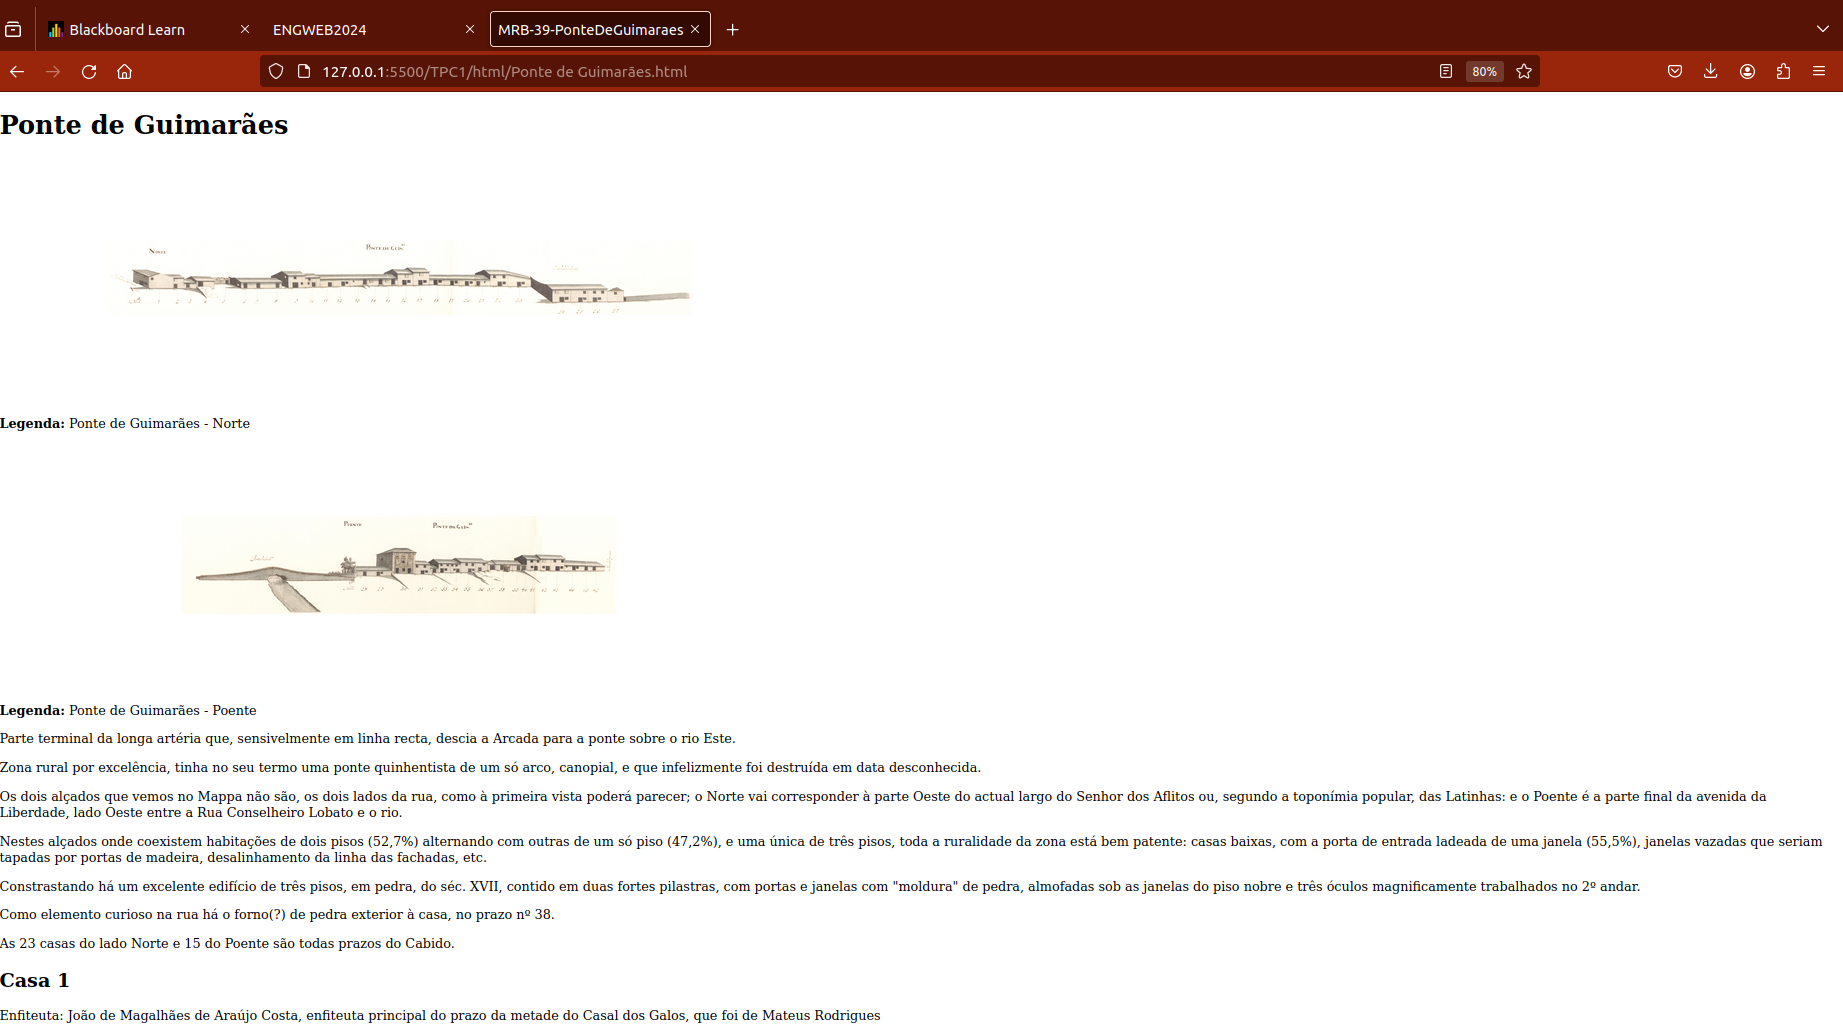 Blackboard Learn
ENGWEB2024
MRB-39-PonteDeGuimaraes
127.0.0.1:5500/TPC1/html/Ponte de Guimarães.html
80%
Ponte de Guimarães
Legenda: Ponte de Guimarães - Norte
Legenda: Ponte de Guimarães - Poente
Parte terminal da longa artéria que, sensivelmente em linha recta, descia a Arcada para a ponte sobre o rio Este.
Zona rural por excelência, tinha no seu termo uma ponte quinhentista de um só arco, canopial, e que infelizmente foi destruída em data desconhecida.
Os dois alçados que vemos no Mappa não são, os dois lados da rua, como à primeira vista poderá parecer; o Norte vai corresponder à parte Oeste do actual largo do Senhor dos Aflitos ou, segundo a toponímia popular, das Latinhas: e o Poente é a parte final da avenida da
Liberdade, lado Oeste entre a Rua Conselheiro Lobato e o rio.
Nestes alçados onde coexistem habitações de dois pisos (52,7%) alternando com outras de um só piso (47,2%), e uma única de três pisos, toda a ruralidade da zona está bem patente: casas baixas, com a porta de entrada ladeada de uma janela (55,5%), janelas vazadas que seriam
tapadas por portas de madeira, desalinhamento da linha das fachadas, etc.
Constrastando há um excelente edifício de três pisos, em pedra, do séc. XVII, contido em duas fortes pilastras, com portas e janelas com "moldura" de pedra, almofadas sob as janelas do piso nobre e três óculos magnificamente trabalhados no 2º andar.
Como elemento curioso na rua há o forno(?) de pedra exterior à casa, no prazo nº 38.
As 23 casas do lado Norte e 15 do Poente são todas prazos do Cabido.
Casa 1
Enfiteuta: João de Magalhães de Araújo Costa, enfiteuta principal do prazo da metade do Casal dos Galos, que foi de Mateus Rodrigues